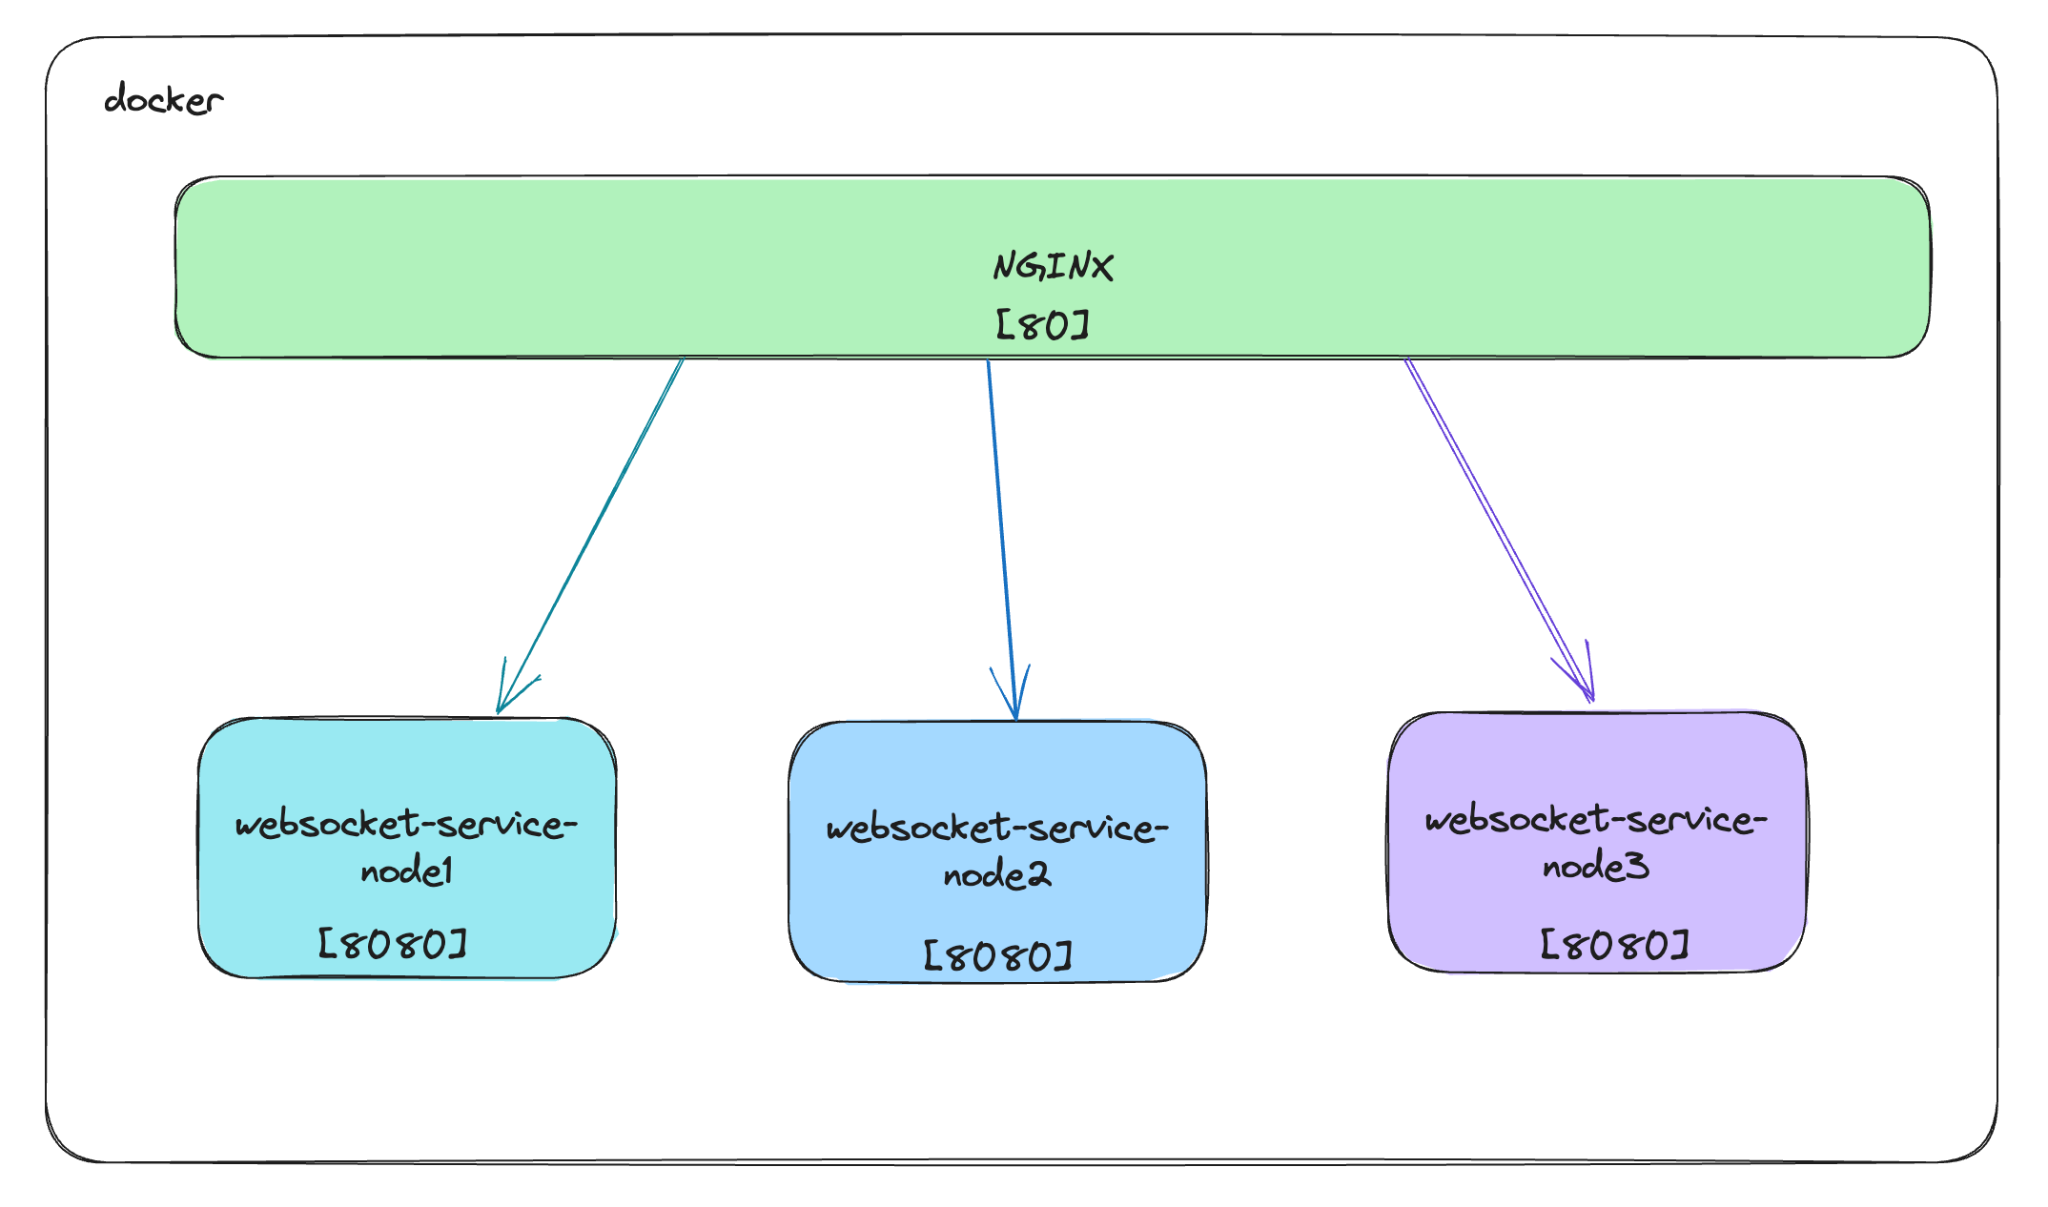 docker
NGINX
[80]
websocket-service-
node1
[8080]
websocket-service-
node2
[8080]
websocket-service-
node3
[8080]